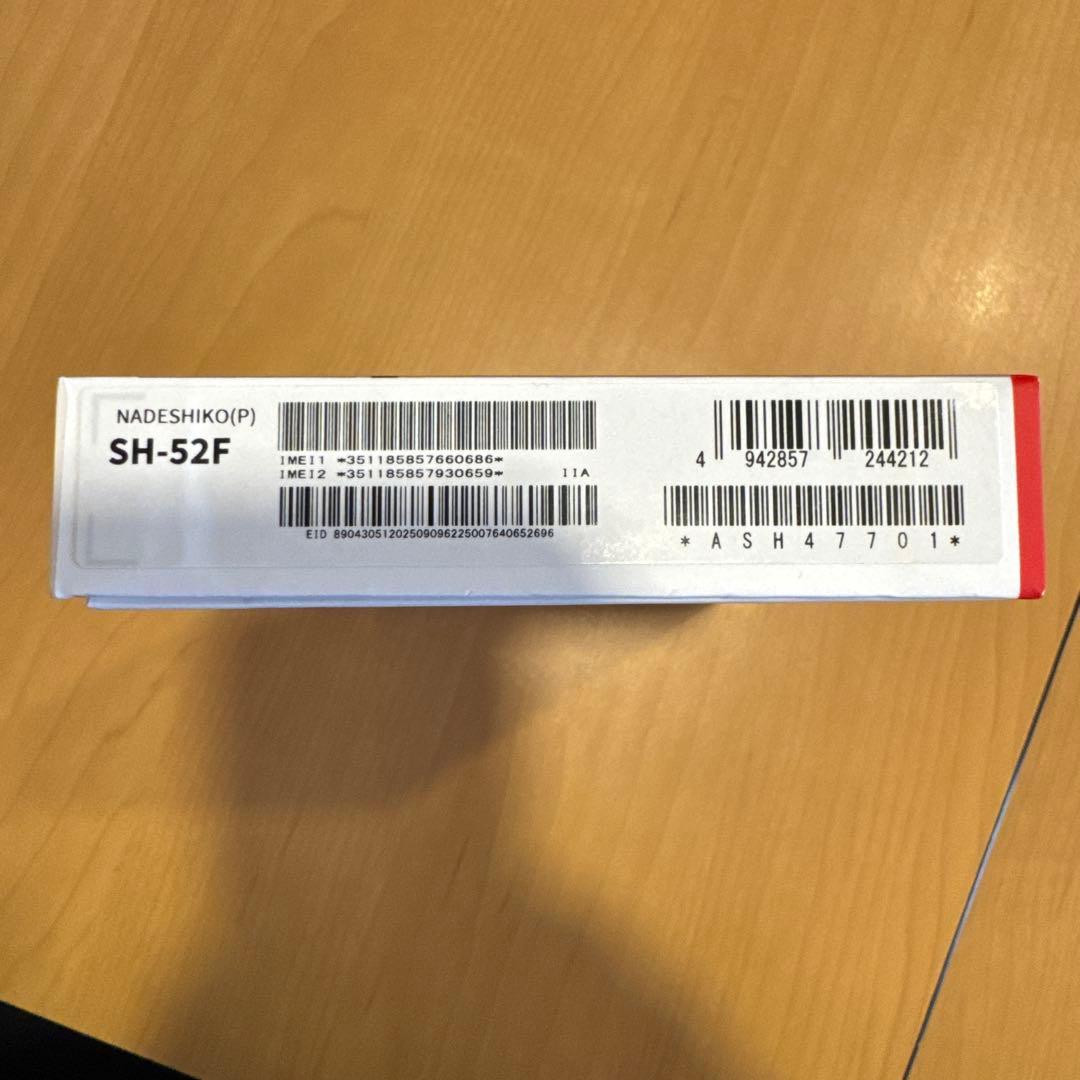 NADESHIKO(P)
SH-52F
IMEI1 *351185857660686*
IMEI2 *351185857930659* IIA
EID 89043051202509096225007640652696
4 942857 244212
*ASH47701*